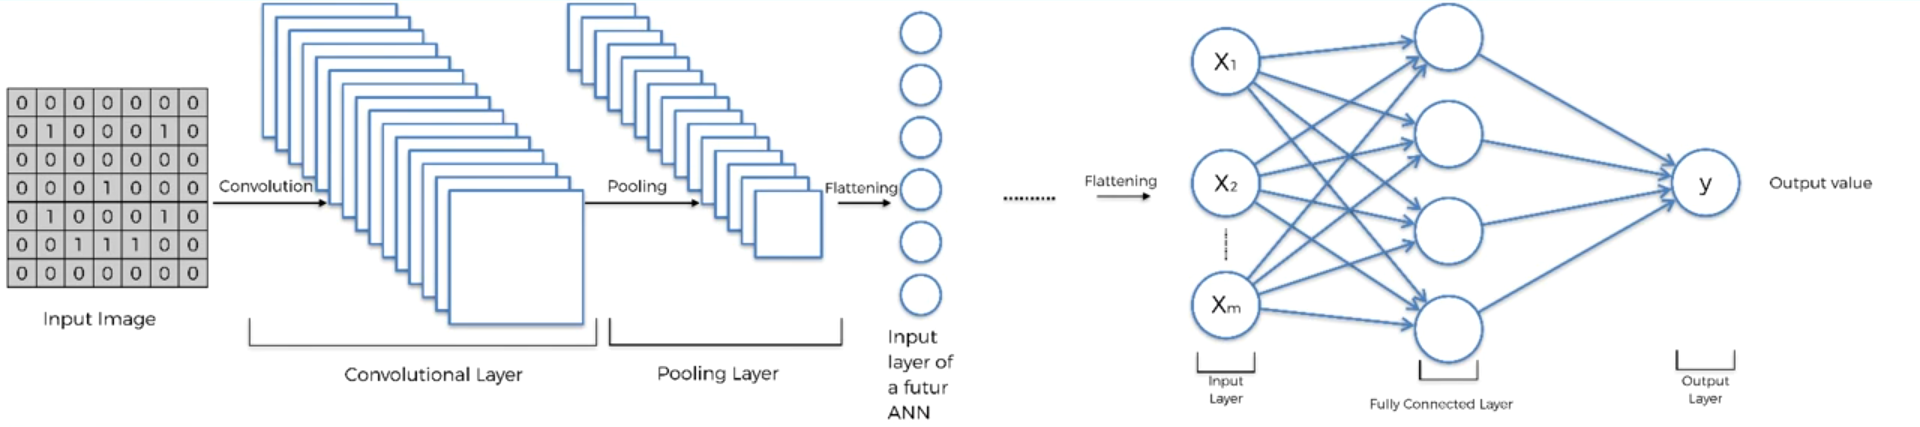 0 0 0 0 0 0 0
0 1 0 0 0 1 0
0 0 0 0 0 0 0
0 0 0 1 0 0 0
0 1 0 0 0 1 0
0 0 1 1 1 0 0
0 0 0 0 0 0 0
Input Image
Convolution
Convolutional Layer
Pooling
Pooling Layer
Flattening
Input
layer of
a futur
ANN
..........
Flattening
X1
X2
Xm
Input
Layer
Fully Connected Layer
y
Output
Layer
Output value